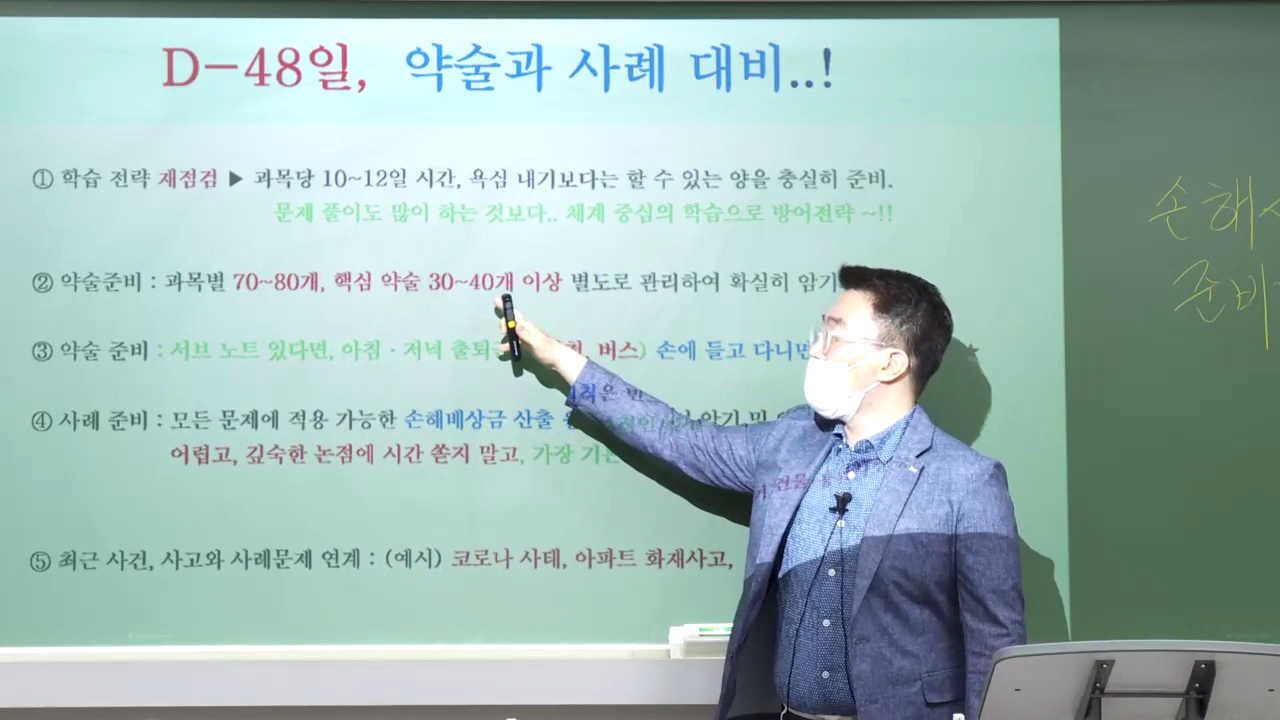 D-48일, 약술과 사례 대비..!
① 학습 전략 재점검 ▶ 과목당 10~12일 시간, 욕심 내기보다는 할 수 있는 양을 충실히 준비.
문제 풀이도 많이 하는 것보다.. 체계 중심의 학습으로 방어전략 ~!!
② 약술준비 : 과목별 70~80개, 핵심 약술 30~40개 이상 별도로 관리하여 확실히 암기
③ 약술 준비 : 서브 노트 있다면, 아침 · 저녁 버스) 손에 들고 다니면
④ 사례 준비 : 모든 문제에 적용 가능한 손해배상금 산출
어렵고, 깊숙한 논점에 시간 쏟지 말고, 가장
⑤ 최근 사건, 사고와 사례문제 연계 : (예시) 코로나 사태, 아파트 화재사고,
손해
준비